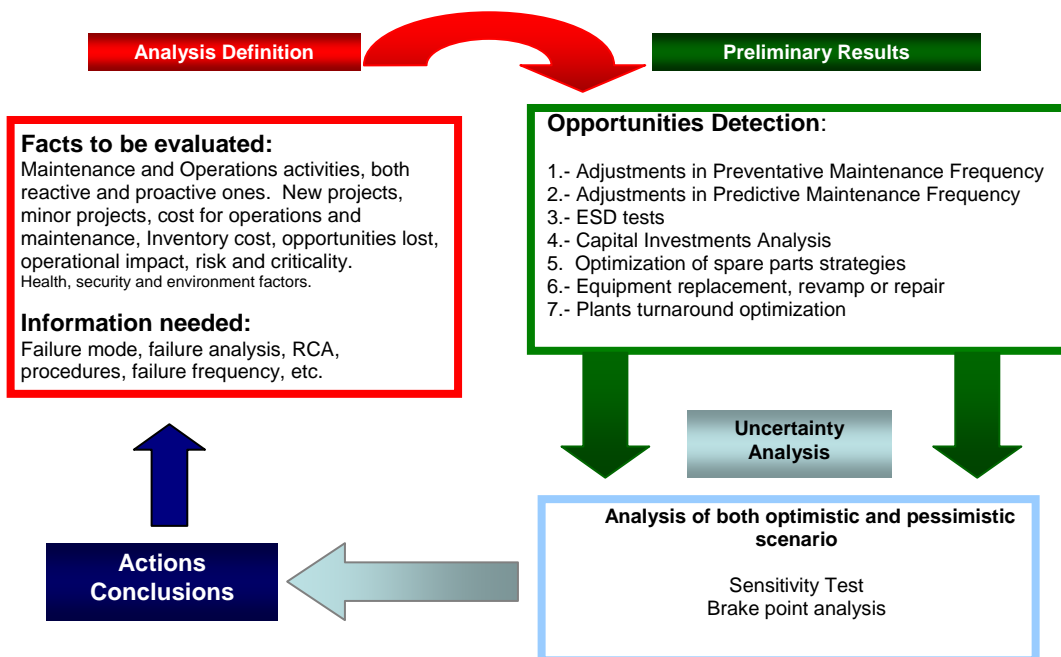 Analysis Definition
Preliminary Results
Facts to be evaluated:
Maintenance and Operations activities, both
reactive and proactive ones. New projects,
minor projects, cost for operations and
maintenance, Inventory cost, opportunities lost,
operational impact, risk and criticality.
Health, security and environment factors.
Information needed:
Failure mode, failure analysis, RCA,
procedures, failure frequency, etc.
Opportunities Detection:
1.- Adjustments in Preventative Maintenance Frequency
2.- Adjustments in Predictive Maintenance Frequency
3.- ESD tests
4.- Capital Investments Analysis
5. Optimization of spare parts strategies
6.- Equipment replacement, revamp or repair
7.- Plants turnaround optimization
Uncertainty
Analysis
Analysis of both optimistic and pessimistic
scenario
Sensitivity Test
Brake point analysis
Actions
Conclusions